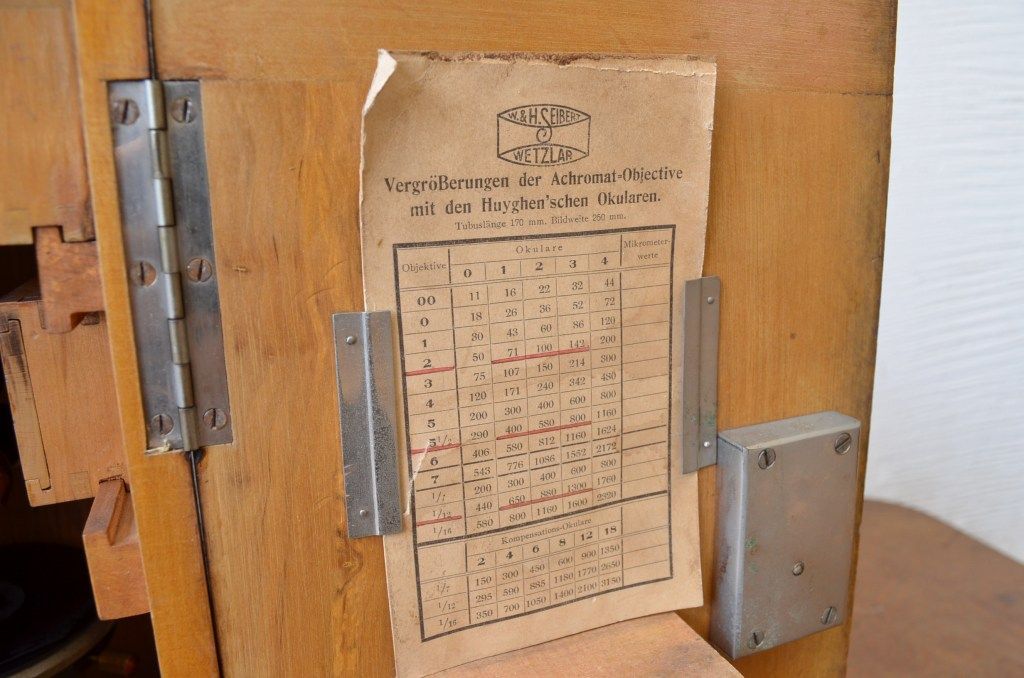 W. & H. SEIBERT
WETZLAR
Vergrößerungen der Achromat-Objective
mit den Huyghen'schen Okularen.
Tubuslänge 170 mm. Bildweite 250 mm.
Objektive Okulare Mikrometer-werte
0 1 2 3 4
00 11 16 22 32 44
0 18 26 36 52 72
1 30 43 60 86 120
2 50 71 100 142 200
3 75 107 150 214 300
4 120 171 240 342 480
5 200 300 400 600 800
5 1/2 290 400 580 800 1160
6 406 580 812 1160 1624
7 543 776 1086 1552 2172
1/7 200 300 400 600 800
1/12 440 650 880 1300 1760
1/16 580 800 1160 1600 2320
Kompensations-Okulare
2 4 6 8 12 18
1/7 150 300 450 600 900 1350
1/12 295 590 885 1180 1770 2650
1/16 350 700 1050 1400 2100 3150